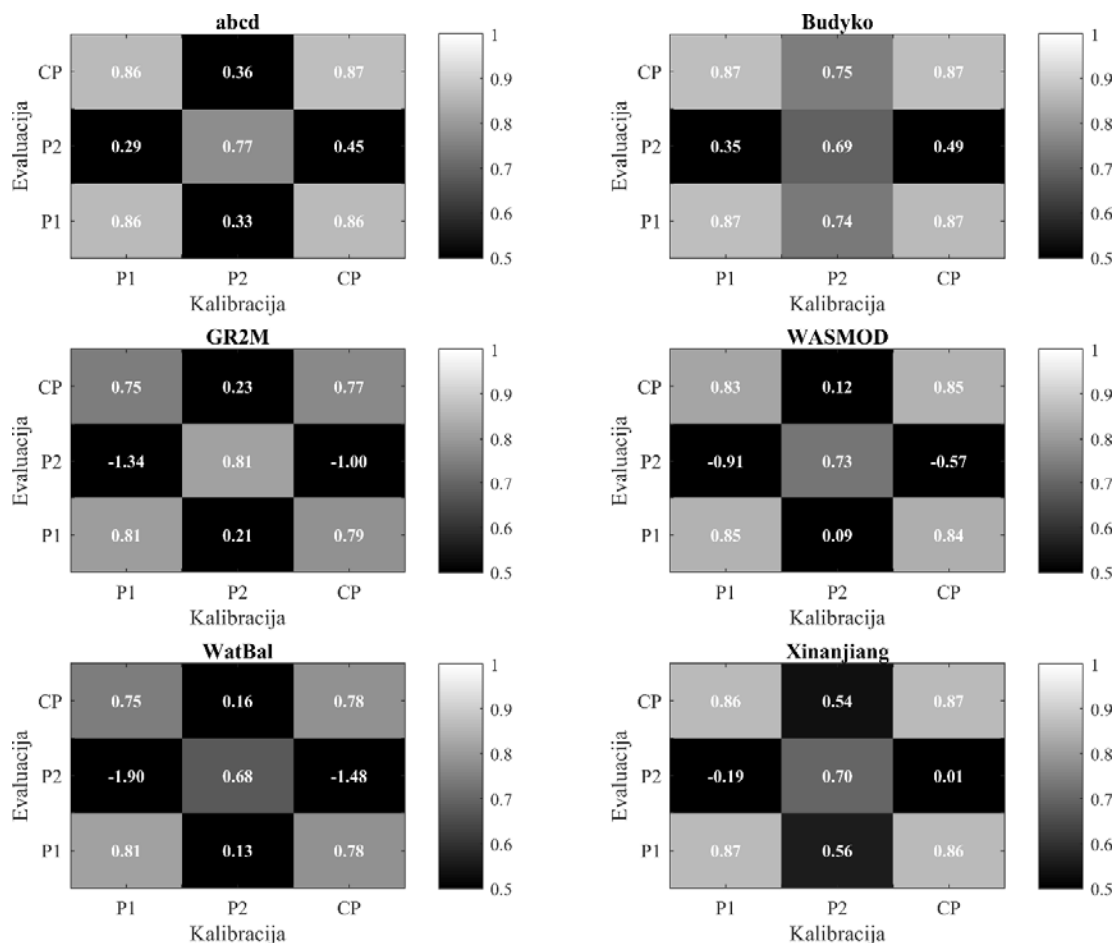 abcd
1
CP 0.86 0.36 0.87
0.9
0.8
Evaluacija
P2 0.29 0.77 0.45
0.7
0.6
P1 0.86 0.33 0.86
0.5
P1 P2 CP
Kalibracija
Budyko
1
CP 0.87 0.75 0.87
0.9
0.8
Evaluacija
P2 0.35 0.69 0.49
0.7
0.6
P1 0.87 0.74 0.87
0.5
P1 P2 CP
Kalibracija
GR2M
1
CP 0.75 0.23 0.77
0.9
0.8
Evaluacija
P2 -1.34 0.81 -1.00
0.7
0.6
P1 0.81 0.21 0.79
0.5
P1 P2 CP
Kalibracija
WASMOD
1
CP 0.83 0.12 0.85
0.9
0.8
Evaluacija
P2 -0.91 0.73 -0.57
0.7
0.6
P1 0.85 0.09 0.84
0.5
P1 P2 CP
Kalibracija
WatBal
1
CP 0.75 0.16 0.78
0.9
0.8
Evaluacija
P2 -1.90 0.68 -1.48
0.7
0.6
P1 0.81 0.13 0.78
0.5
P1 P2 CP
Kalibracija
Xinanjiang
1
CP 0.86 0.54 0.87
0.9
0.8
Evaluacija
P2 -0.19 0.70 0.01
0.7
0.6
P1 0.87 0.56 0.86
0.5
P1 P2 CP
Kalibracija